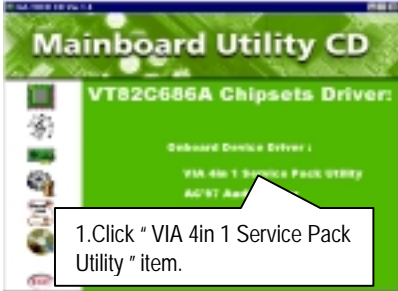 Mainboard Utility CD
VT82C686A Chipsets Driver:
Onboard Device Driver :
VIA 4in 1 Service Pack Utility
AC'97
1.Click " VIA 4in 1 Service Pack
Utility " item.